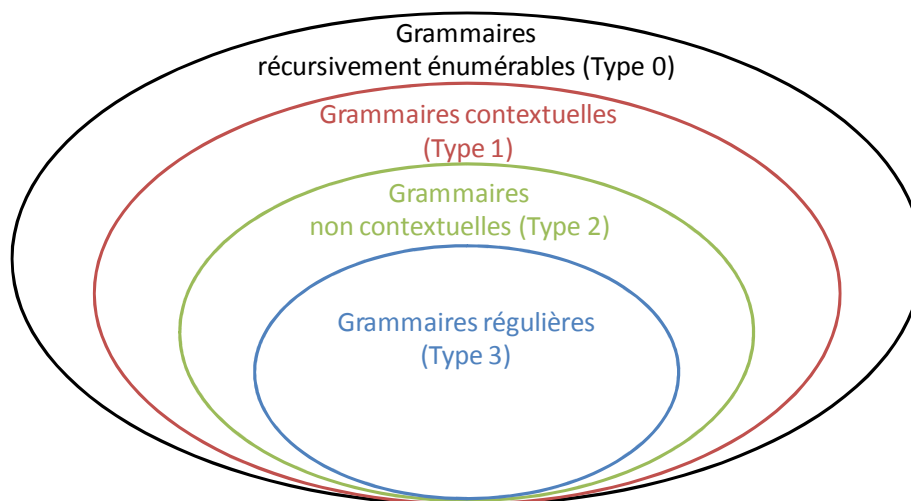 Grammaires
récursivement énumérables (Type 0)
Grammaires contextuelles
(Type 1)
Grammaires
non contextuelles (Type 2)
Grammaires régulières
(Type 3)